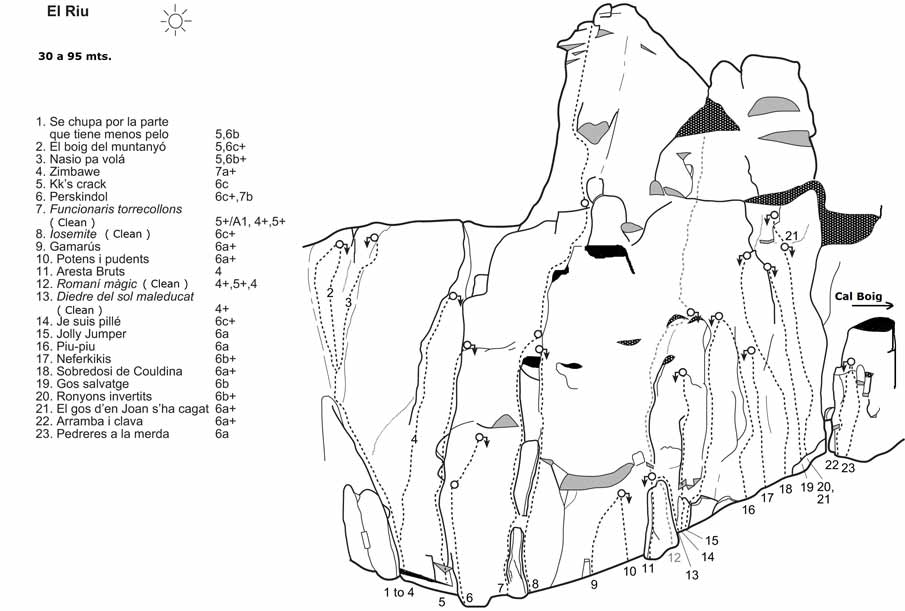 El Riu
30 a 95 mts.
1. Se chupa por la parte
que tiene menos pelo 5,6b
2. El boig del muntanyó 5,6c+
3. Nasio pa volá 5,6b+
4. Zimbawe 7a+
5. Kk's crack 6c
6. Perskindol 6c+,7b
7. Funcionaris torrecollons
( Clean ) 5+/A1, 4+,5+
8. Iosemite ( Clean ) 6c+
9. Gamarús 6a+
10. Potens i pudents 6a+
11. Aresta Bruts 4
12. Romaní màgic ( Clean ) 4+,5+,4
13. Diedre del sol maleducat
( Clean ) 4+
14. Je suis pillé 6c+
15. Jolly Jumper 6a
16. Piu-piu 6a
17. Neferkikis 6b+
18. Sobredosi de Couldina 6a+
19. Gos salvatge 6b
20. Ronyons invertits 6b+
21. El gos d'en Joan s'ha cagat 6a+
22. Arramba i clava 6a+
23. Pedreres a la merda 6a
21
2
3
Cal Boig
4
22 23
19 20,
21
18
17
16
15
14
13
12
11
10
9
8
7
6
5
1 to 4